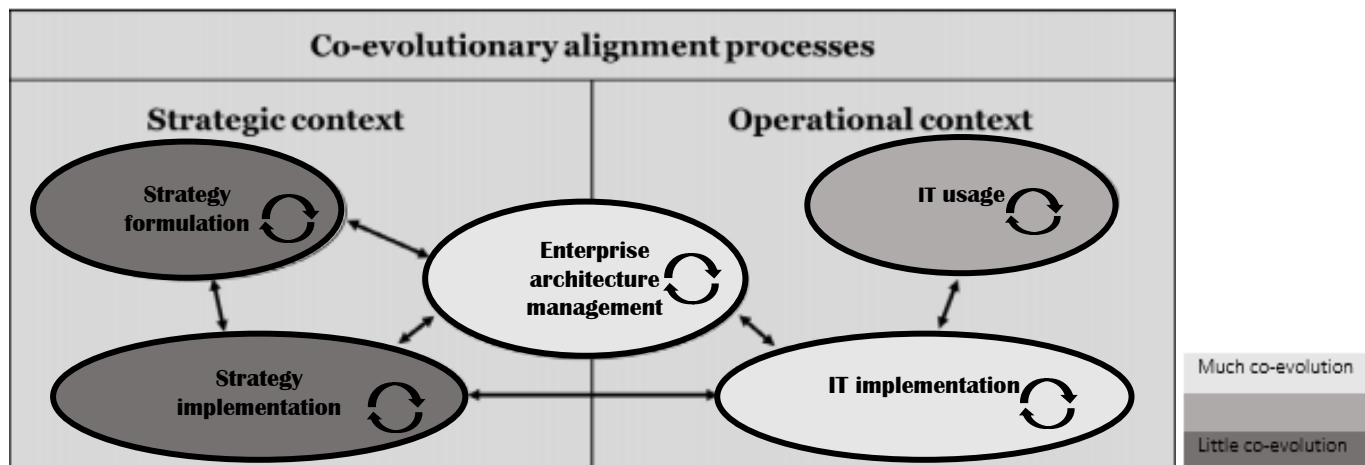 Co-evolutionary alignment processes
Strategic context
Operational context
Strategy
formulation
IT usage
Enterprise
architecture
management
Strategy
implementation
IT implementation
Much co-evolution
Little co-evolution